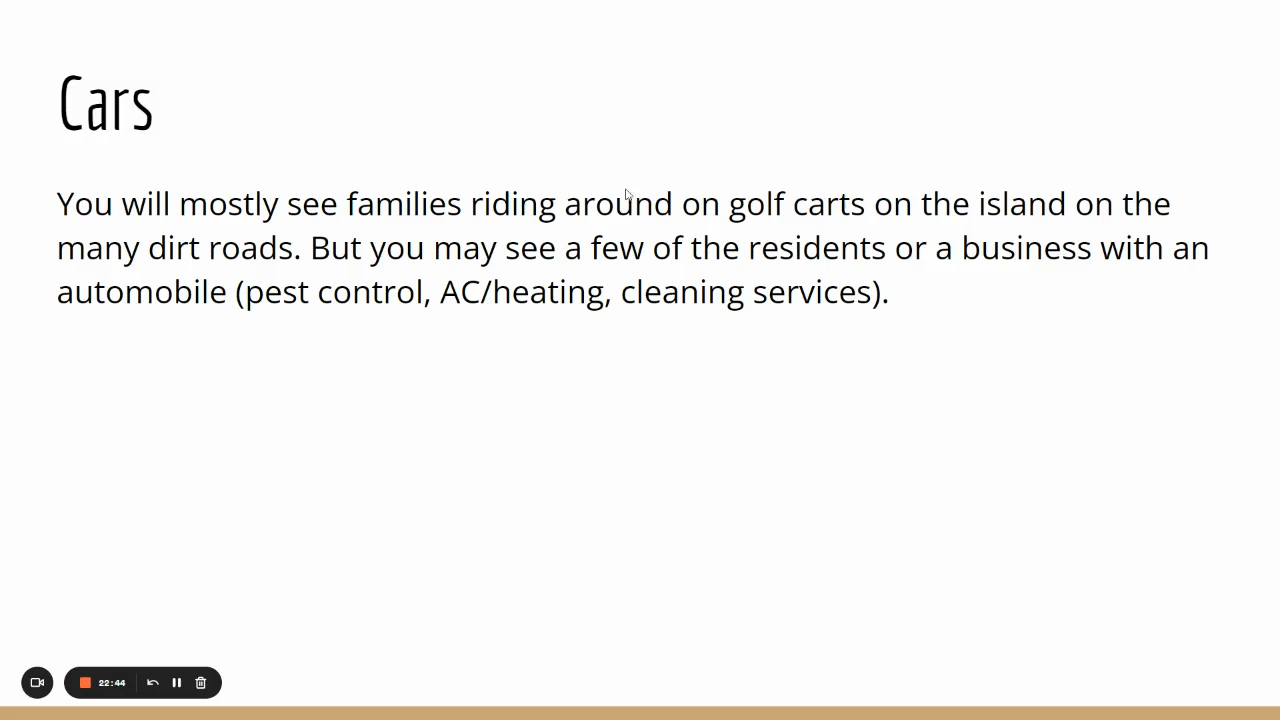 Cars
You will mostly see families riding around on golf carts on the island on the
many dirt roads. But you may see a few of the residents or a business with an
automobile (pest control, AC/heating, cleaning services).
22:44